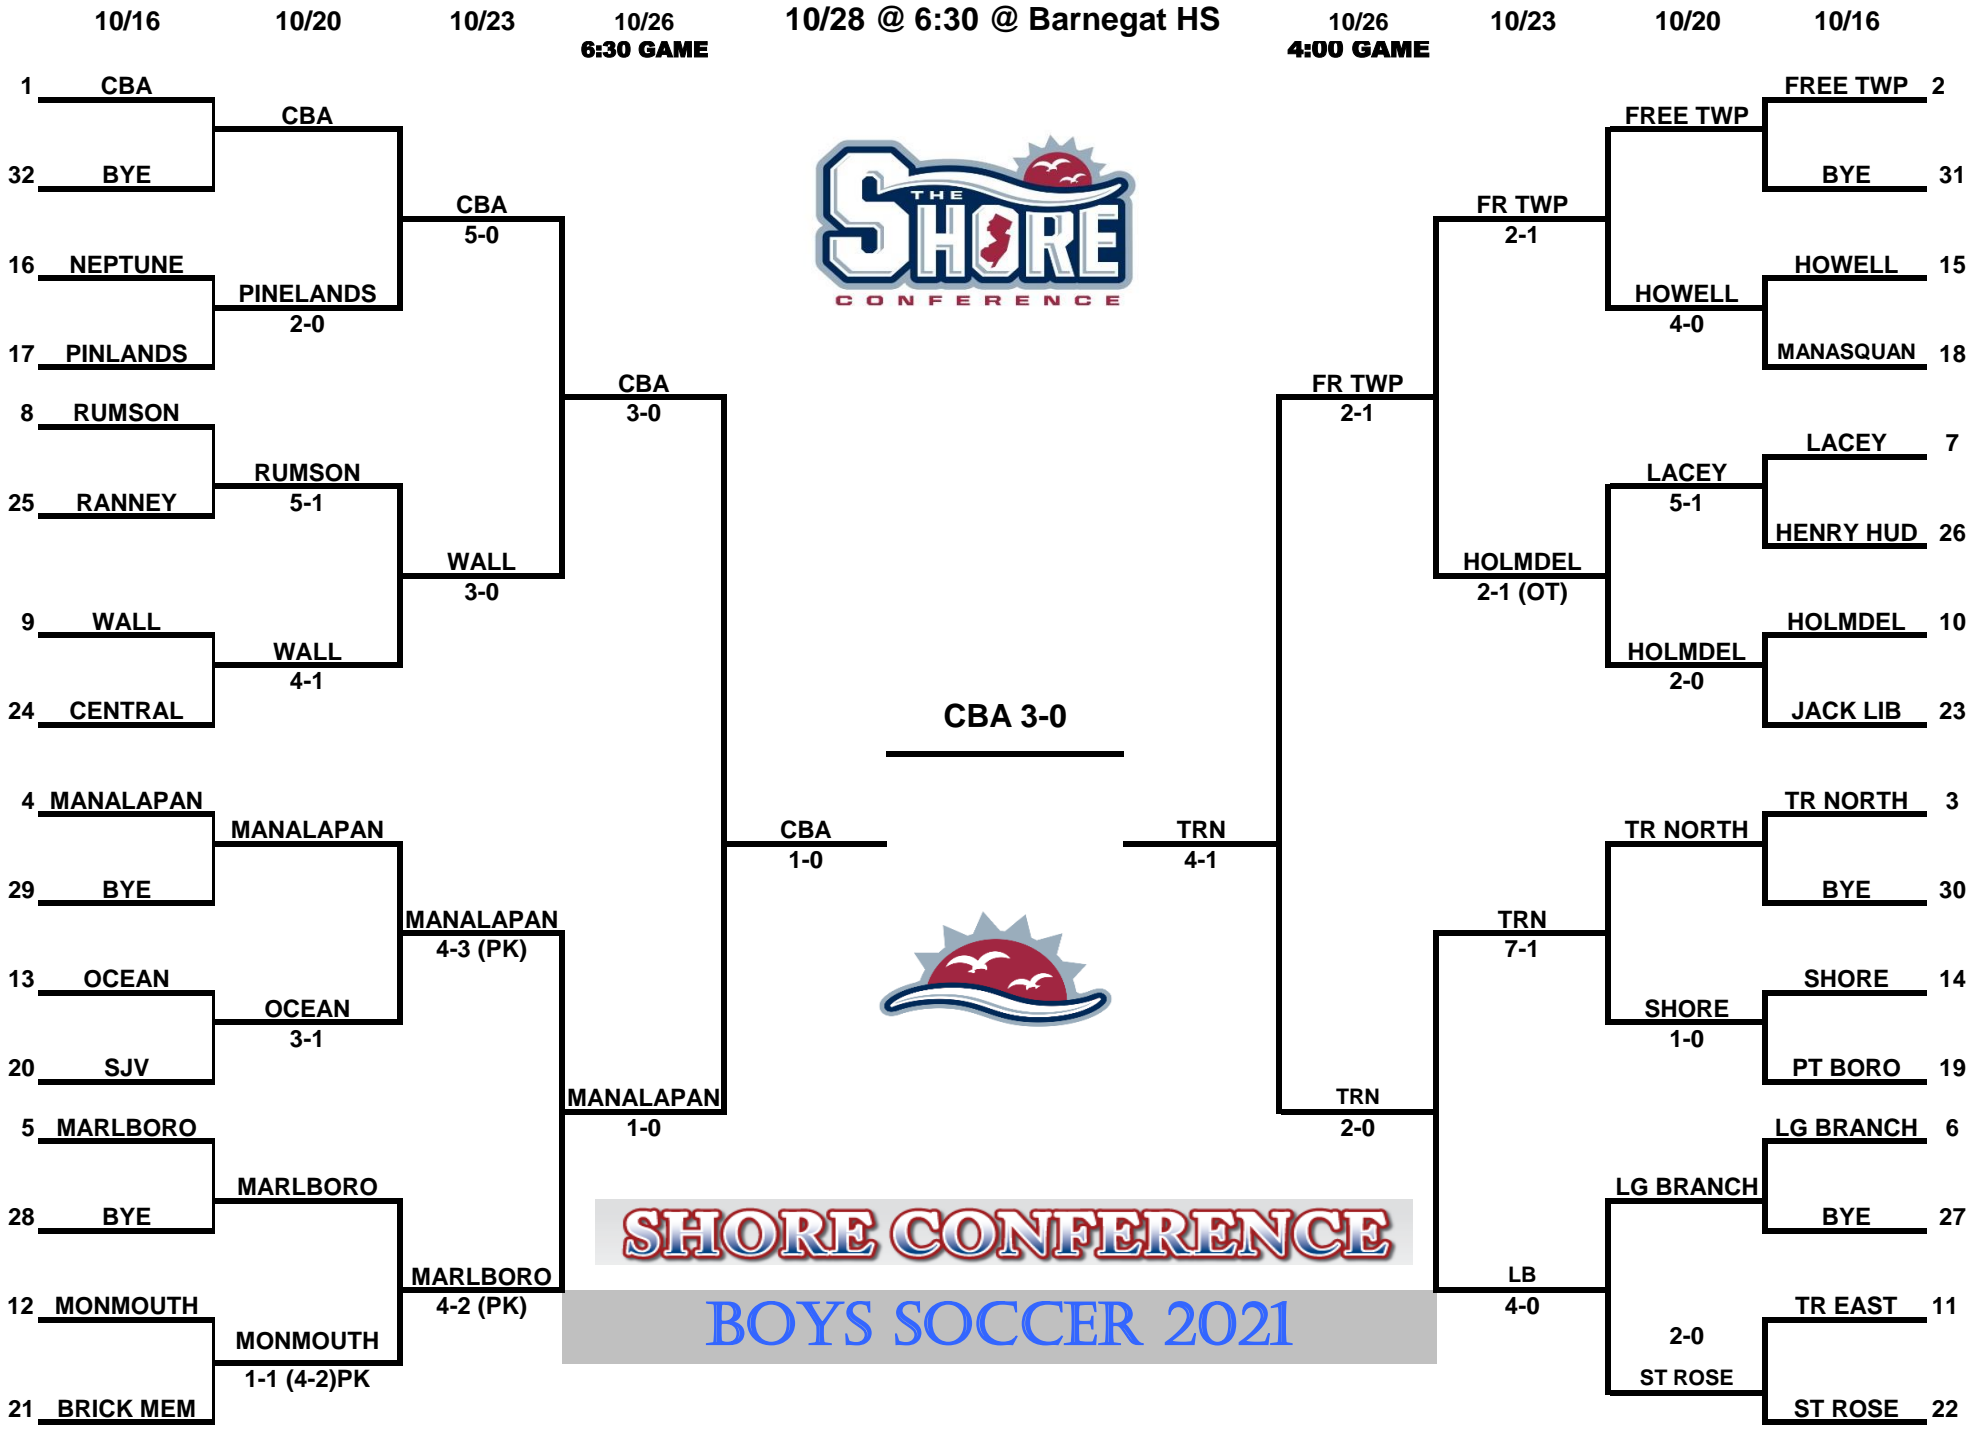 10/16 10/20 10/23 10/26 10/28 @ 6:30 @ Barnegat HS 10/26 10/23 10/20 10/16
6:30 GAME 4:00 GAME
1 CBA FREE TWP 2
CBA FREE TWP
32 BYE BYE 31
THE
SHORE
CONFERENCE
CBA FR TWP
5-0 2-1
16 NEPTUNE HOWELL 15
PINELANDS HOWELL
2-0 4-0
17 PINLANDS MANASQUAN 18
CBA FR TWP
3-0 2-1
8 RUMSON LACEY 7
RUMSON LACEY
5-1 5-1
25 RANNEY HENRY HUD 26
WALL HOLMDEL
3-0 2-1 (OT)
9 WALL HOLMDEL 10
WALL HOLMDEL
4-1 2-0
24 CENTRAL CBA 3-0 JACK LIB 23
4 MANALAPAN TR NORTH 3
MANALAPAN CBA TRN TR NORTH
1-0 4-1
29 BYE BYE 30
MANALAPAN TRN
4-3 (PK) 7-1
13 OCEAN SHORE 14
OCEAN SHORE
3-1 1-0
20 SJV PT BORO 19
MANALAPAN TRN
1-0 2-0
5 MARLBORO LG BRANCH 6
MARLBORO LG BRANCH
28 BYE BYE 27
SHORE CONFERENCE
MARLBORO LB
4-2 (PK) 4-0
12 MONMOUTH TR EAST 11
BOYS SOCCER 2021
MONMOUTH 2-0
1-1 (4-2)PK ST ROSE
21 BRICK MEM ST ROSE 22